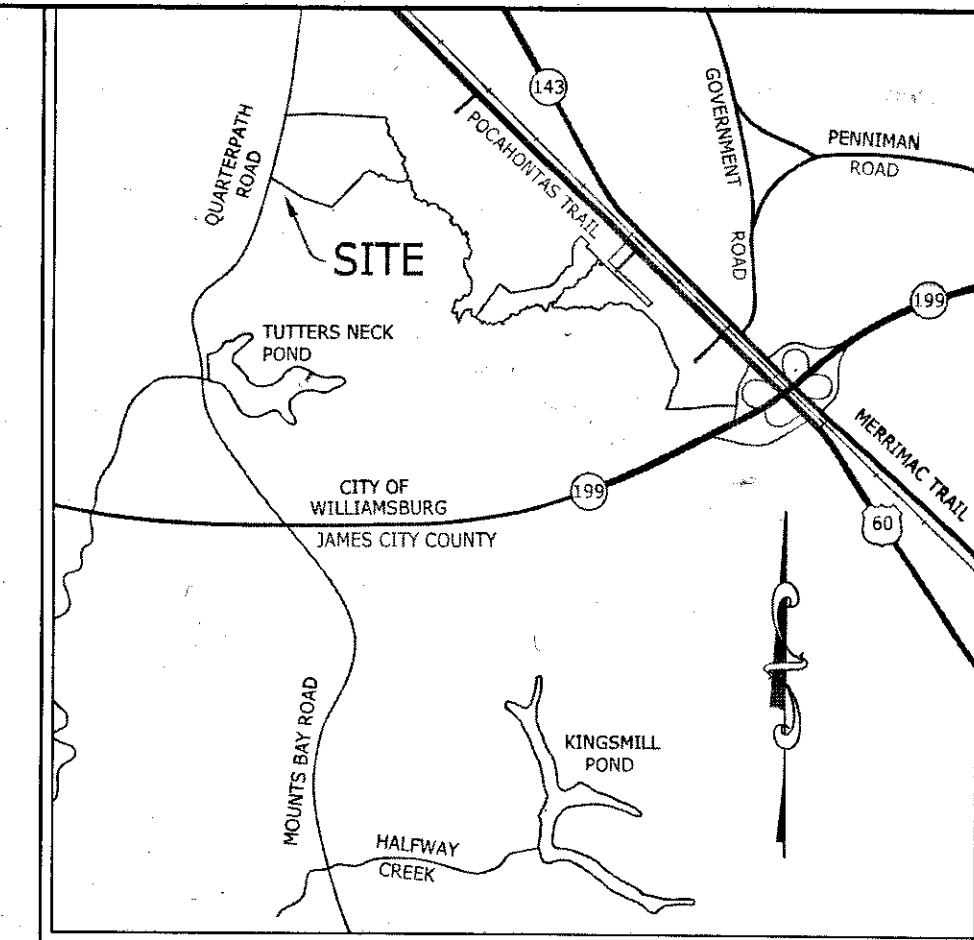 143
GOVERNMENT
ROAD
PENNIMAN
ROAD
QUARTERPATH
ROAD
POCAHONTAS TRAIL
SITE
199
TUTTERS NECK
POND
MERRIMAC TRAIL
CITY OF
WILLIAMSBURG
199
JAMES CITY COUNTY
60
MOUNTS BAY ROAD
KINGSMILL
POND
HALFWAY
CREEK